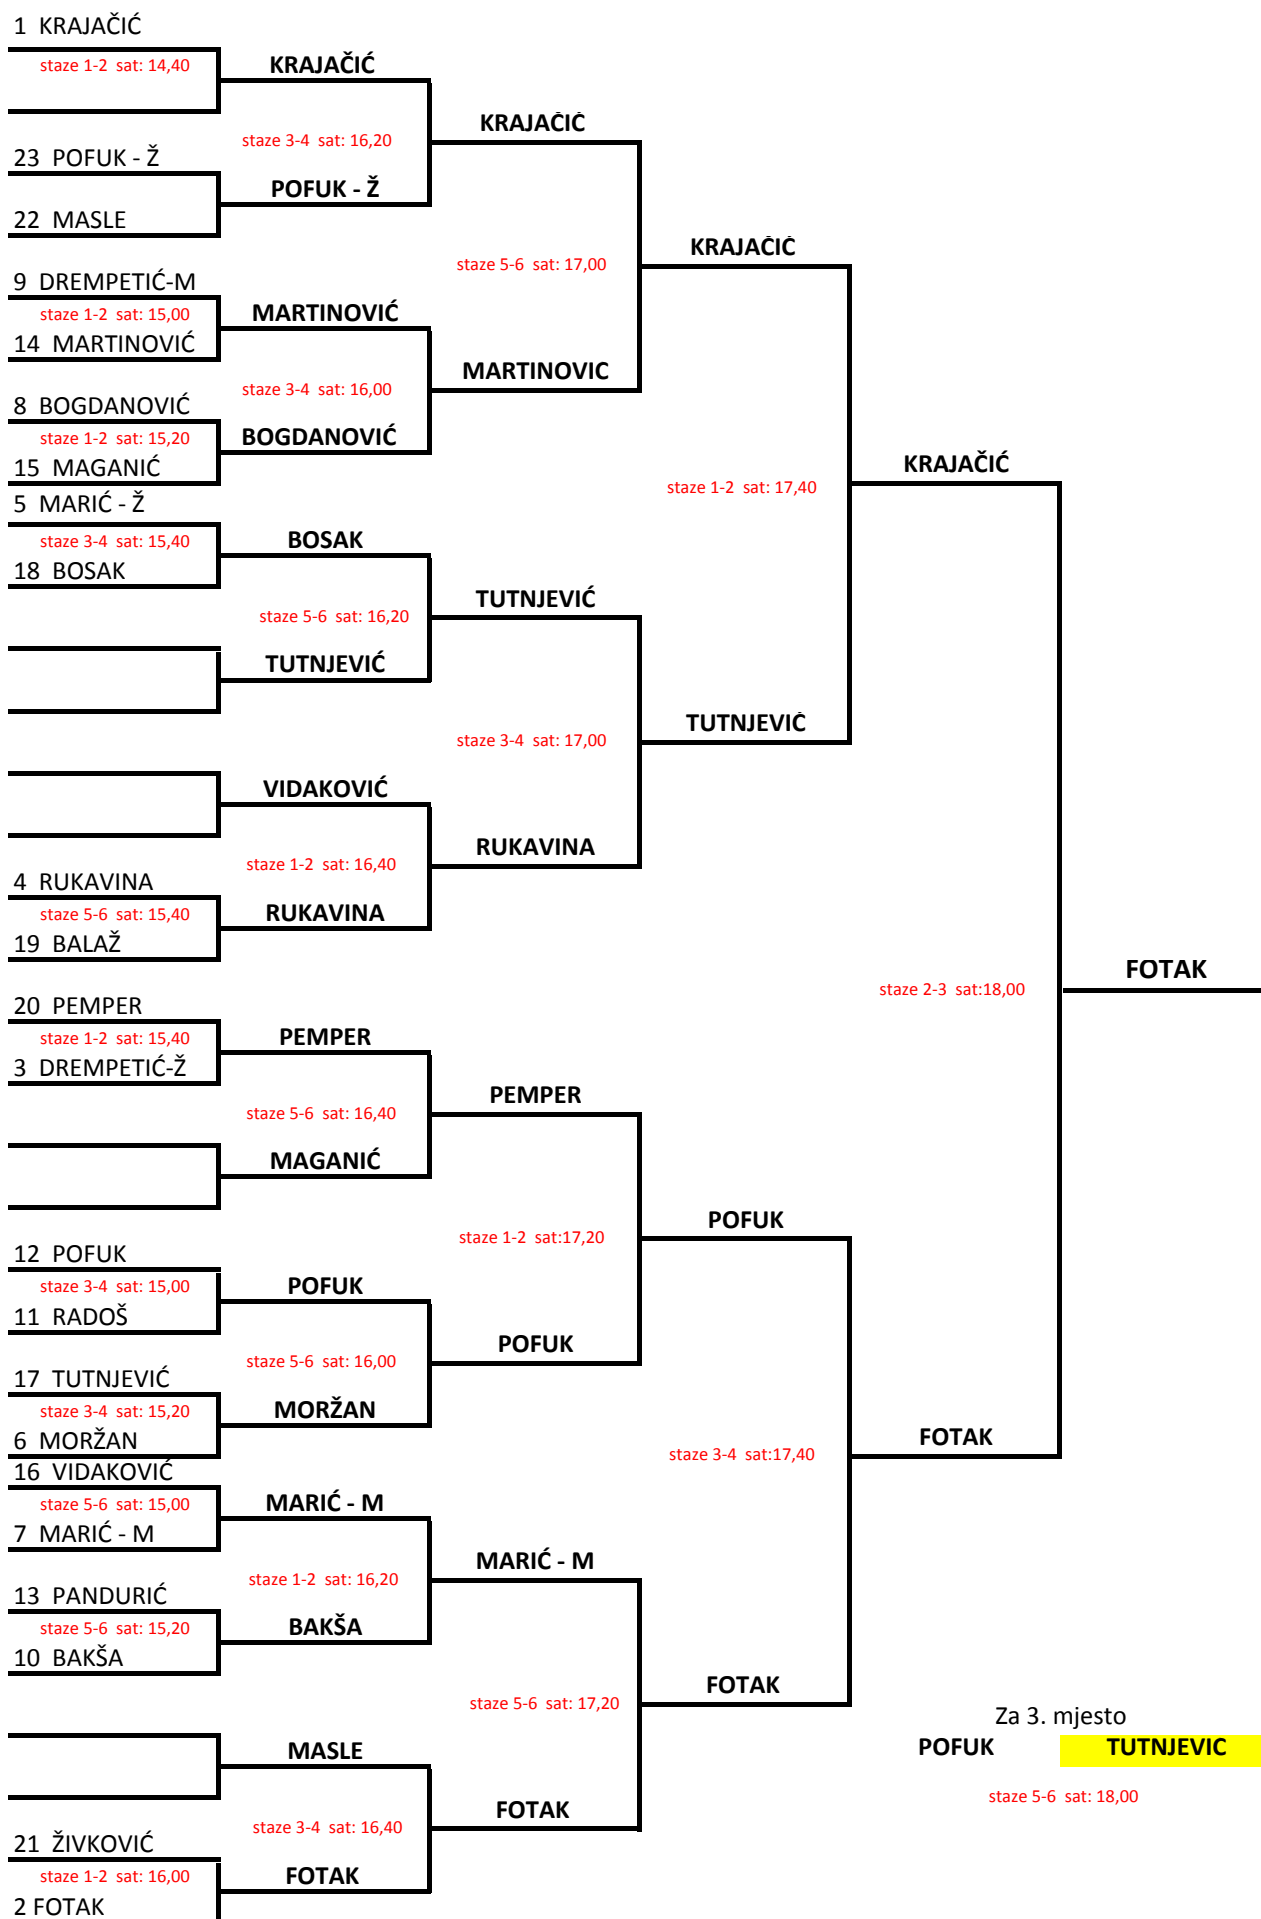 1 KRAJAČIĆ
staze 1-2 sat: 14,40
KRAJAČIĆ
KRAJAČIĆ
staze 3-4 sat: 16,20
23 POFUK - Ž
POFUK - Ž
22 MASLE
KRAJAČIĆ
staze 5-6 sat: 17,00
9 DREMPETIĆ-M
staze 1-2 sat: 15,00
MARTINOVIĆ
14 MARTINOVIĆ
MARTINOVIC
staze 3-4 sat: 16,00
8 BOGDANOVIĆ
staze 1-2 sat: 15,20
BOGDANOVIĆ
15 MAGANIĆ
KRAJAČIĆ
staze 1-2 sat: 17,40
5 MARIĆ - Ž
staze 3-4 sat: 15,40
BOSAK
18 BOSAK
TUTNJEVIĆ
staze 5-6 sat: 16,20
TUTNJEVIĆ
TUTNJEVIĆ
staze 3-4 sat: 17,00
VIDAKOVIĆ
RUKAVINA
staze 1-2 sat: 16,40
4 RUKAVINA
staze 5-6 sat: 15,40
RUKAVINA
19 BALAŽ
FOTAK
staze 2-3 sat:18,00
20 PEMPER
staze 1-2 sat: 15,40
PEMPER
3 DREMPETIĆ-Ž
PEMPER
staze 5-6 sat: 16,40
MAGANIĆ
POFUK
staze 1-2 sat:17,20
12 POFUK
staze 3-4 sat: 15,00
POFUK
11 RADOŠ
POFUK
staze 5-6 sat: 16,00
17 TUTNJEVIĆ
staze 3-4 sat: 15,20
MORŽAN
6 MORŽAN
FOTAK
staze 3-4 sat:17,40
16 VIDAKOVIĆ
staze 5-6 sat: 15,00
MARIĆ - M
7 MARIĆ - M
MARIĆ - M
staze 1-2 sat: 16,20
13 PANDURIĆ
staze 5-6 sat: 15,20
BAKŠA
10 BAKŠA
FOTAK
staze 5-6 sat: 17,20
Za 3. mjesto
POFUK TUTNJEVIC
staze 5-6 sat: 18,00
MASLE
FOTAK
staze 3-4 sat: 16,40
21 ŽIVKOVIĆ
staze 1-2 sat: 16,00
FOTAK
2 FOTAK